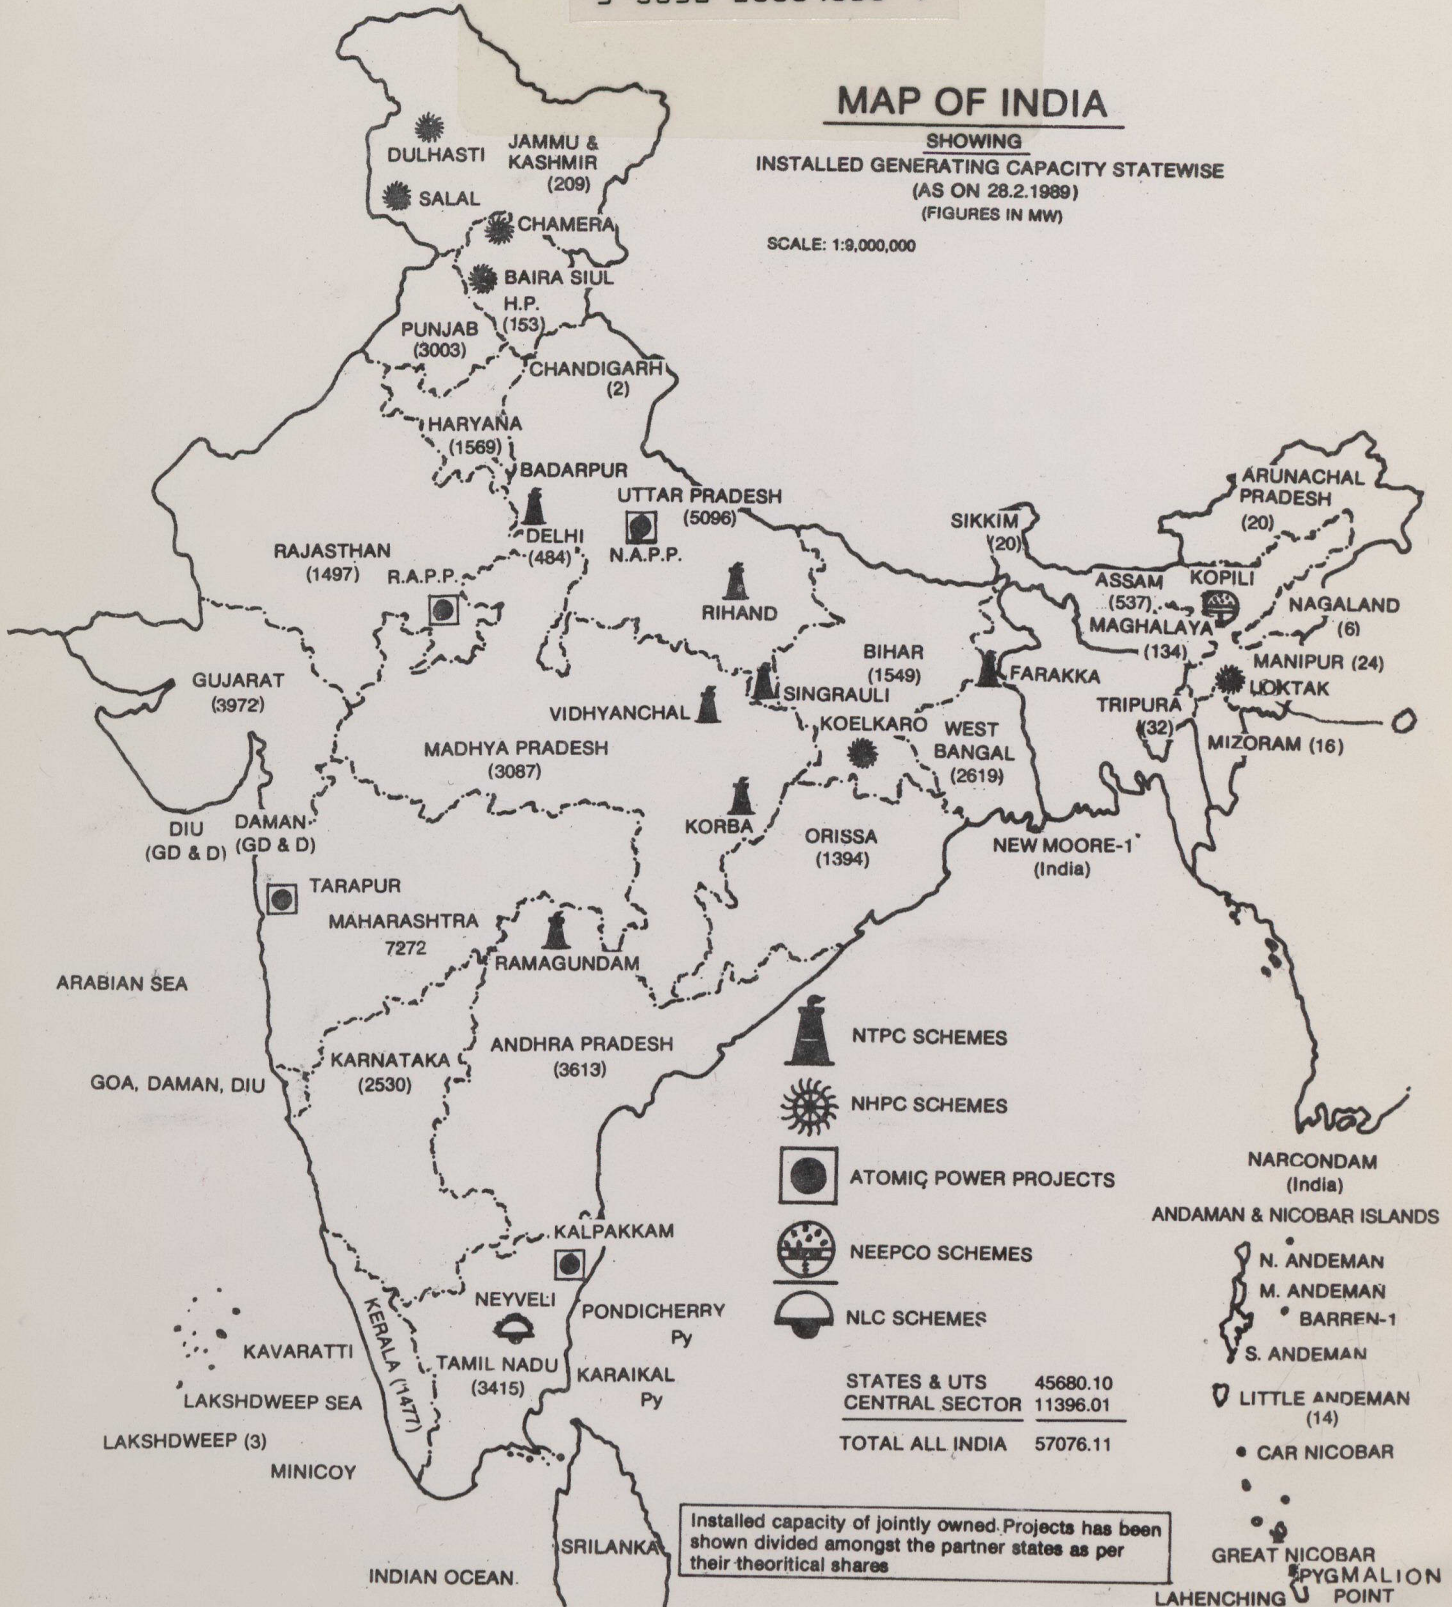 MAP OF INDIA
SHOWING
INSTALLED GENERATING CAPACITY STATEWISE
(AS ON 28.2.1989)
(FIGURES IN MW)
SCALE: 1:9,000,000
DULHASTI
JAMMU &
KASHMIR
(209)
SALAL
CHAMERA
BAIRA SIUL
H.P.
(153)
PUNJAB
(3003)
CHANDIGARH
(2)
HARYANA
(1569)
BADARPUR
DELHI
(484)
UTTAR PRADESH
(5096)
N.A.P.P.
RAJASTHAN
(1497)
R.A.P.P.
RIHAND
SIKKIM
(20)
ARUNACHAL
PRADESH
(20)
ASSAM
(537)
KOPILI
MAGHALAYA
(134)
NAGALAND
(6)
MANIPUR (24)
LOKTAK
TRIPURA
(32)
MIZORAM (16)
BIHAR
(1549)
FARAKKA
SINGRAULI
VIDHYANCHAL
KOELKARO
WEST
BANGAL
(2619)
GUJARAT
(3972)
MADHYA PRADESH
(3087)
KORBA
ORISSA
(1394)
NEW MOORE-1
(India)
DIU
(GD & D)
DAMAN
(GD & D)
TARAPUR
MAHARASHTRA
7272
RAMAGUNDAM
ARABIAN SEA
KARNATAKA
(2530)
ANDHRA PRADESH
(3613)
GOA, DAMAN, DIU
NTPC SCHEMES
NHPC SCHEMES
ATOMIC POWER PROJECTS
NEEPCO SCHEMES
NLC SCHEMES
KALPAKKAM
NEYVELI
PONDICHERRY
Py
TAMIL NADU
(3415)
KARAIKAL
Py
KERALA (1477)
KAVARATTI
LAKSHDWEEP SEA
LAKSHDWEEP (3)
MINICOY
STATES & UTS 45680.10
CENTRAL SECTOR 11396.01
TOTAL ALL INDIA 57076.11
NARCONDAM
(India)
ANDAMAN & NICOBAR ISLANDS
N. ANDEMAN
M. ANDEMAN
BARREN-1
S. ANDEMAN
LITTLE ANDEMAN
(14)
CAR NICOBAR
GREAT NICOBAR
PYGMALION
POINT
LAHENCHING
SRILANKA
INDIAN OCEAN.
Installed capacity of jointly owned Projects has been
shown divided amongst the partner states as per
their theoritical shares